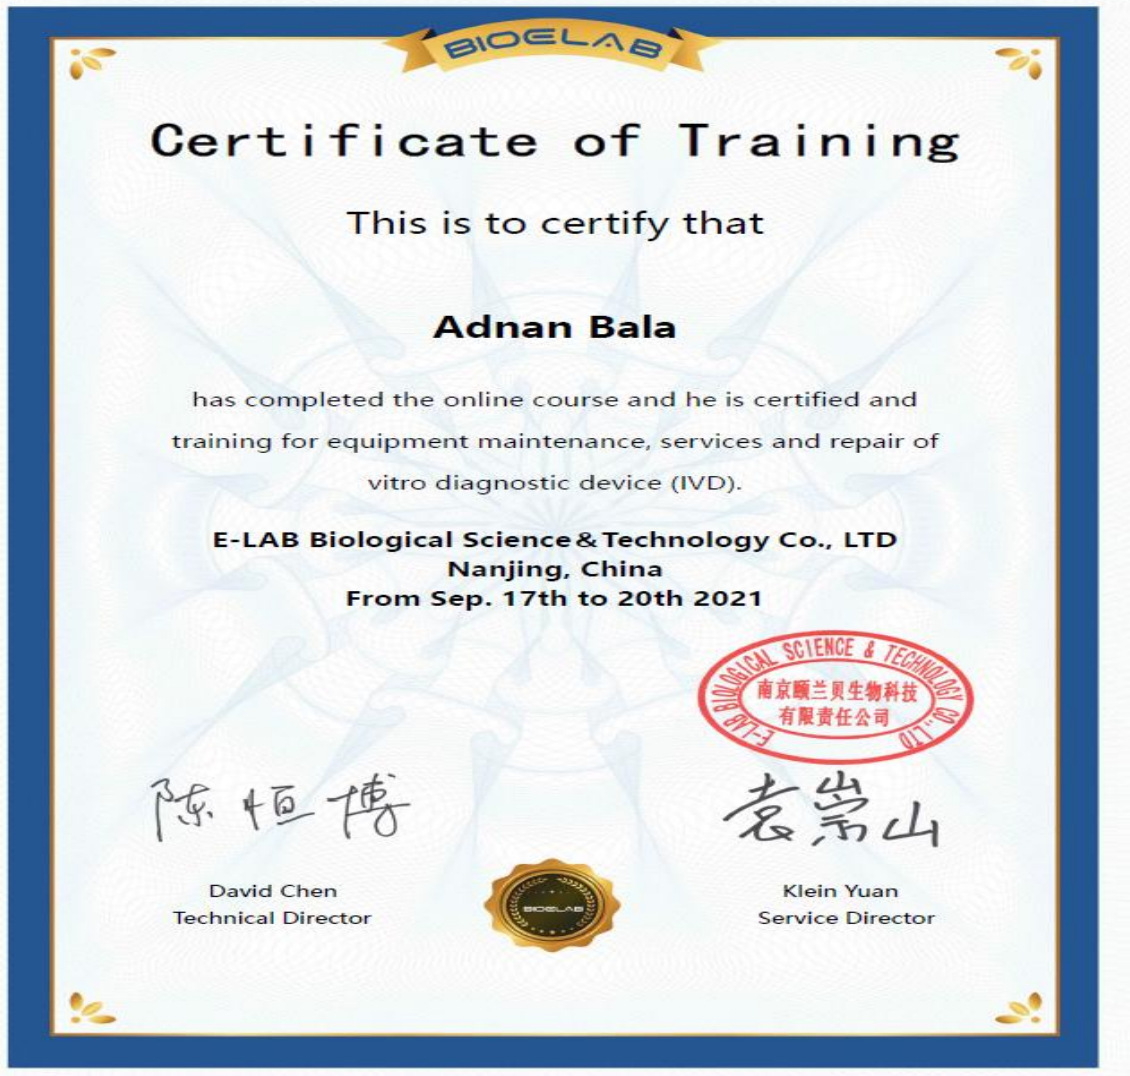 BIOELAB
Certificate of Training
This is to certify that
Adnan Bala
has completed the online course and he is certified and
training for equipment maintenance, services and repair of
vitro diagnostic device (IVD).
E-LAB Biological Science&Technology Co., LTD
Nanjing, China
From Sep. 17th to 20th 2021
E-LAB BIOLOGICAL SCIENCE & TECHNOLOGY CO.,LTD
南京颐兰贝生物科技
有限责任公司
陈恒博
袁崇山
David Chen
Technical Director
BIOELAB
Klein Yuan
Service Director